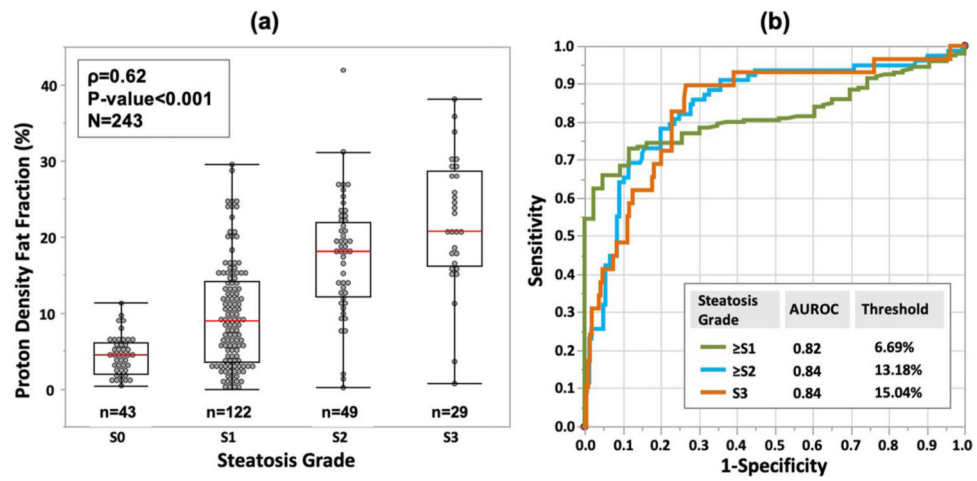 (a)
ρ=0.62
P-value<0.001
N=243
Proton Density Fat Fraction (%)
40
30
20
10
0
n=43 n=122 n=49 n=29
S0 S1 S2 S3
Steatosis Grade
(b)
Sensitivity
1.0
0.9
0.8
0.7
0.6
0.5
0.4
0.3
0.2
0.1
0.0
Steatosis Grade AUROC Threshold
≥S1 0.82 6.69%
≥S2 0.84 13.18%
S3 0.84 15.04%
0.0 0.1 0.2 0.3 0.4 0.5 0.6 0.7 0.8 0.9 1.0
1-Specificity